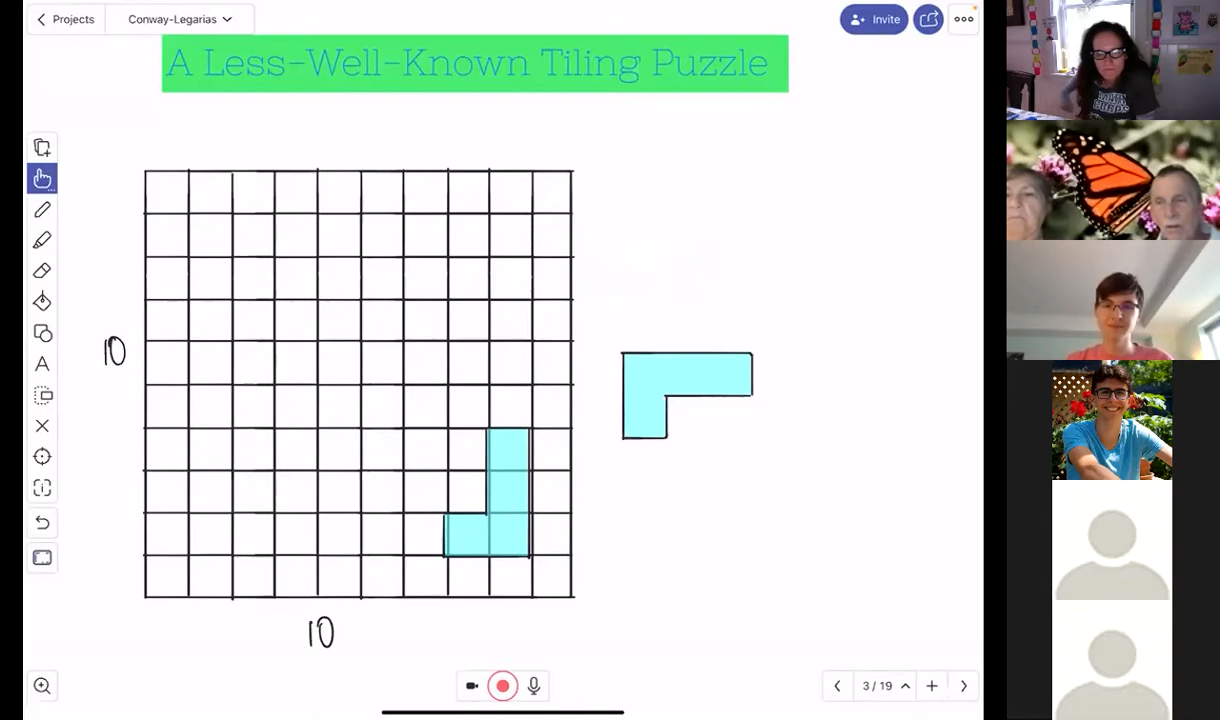 Projects
Conway-Legarias
Invite
A Less-Well-Known Tiling Puzzle
10
10
3 / 19